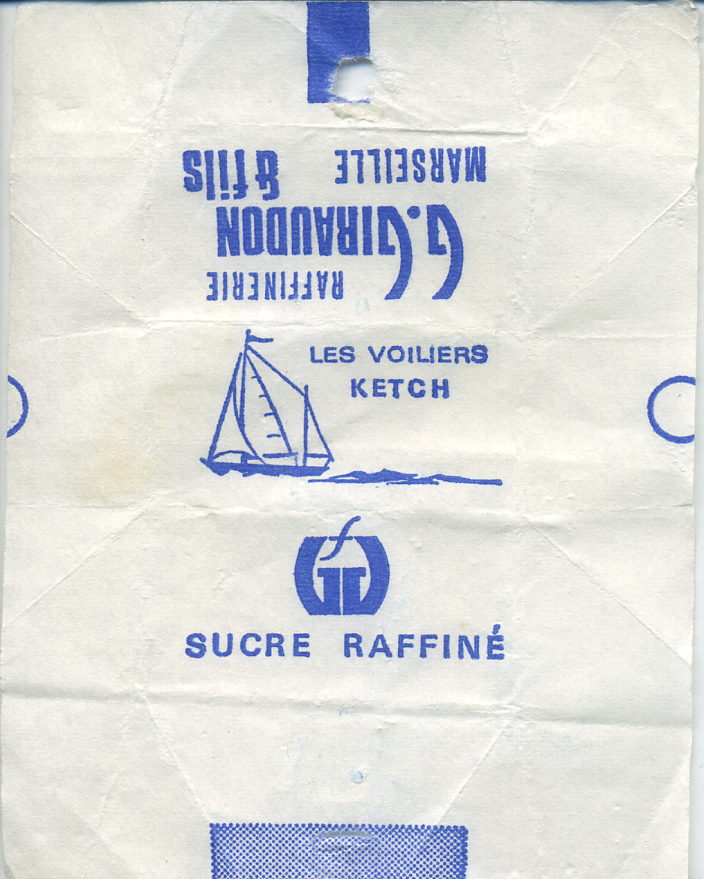 RAFFINERIE
G. GIRAUDON
& fils MARSEILLE
LES VOILIERS
KETCH
SUCRE RAFFINÉ